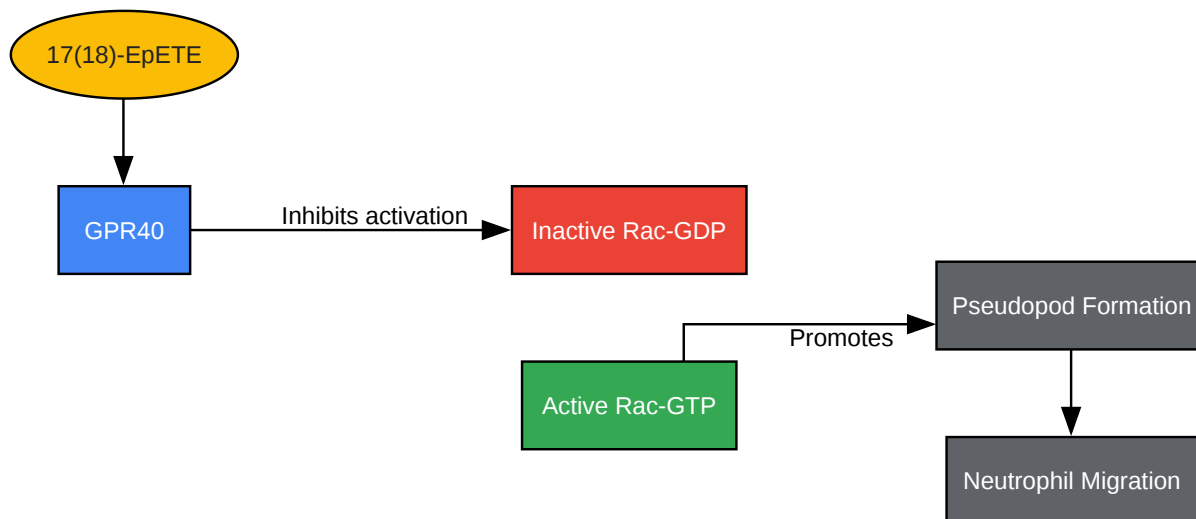 17(18)-EpETE
GPR40
Inhibits activation
Inactive Rac-GDP
Pseudopod Formation
Promotes
Active Rac-GTP
Neutrophil Migration